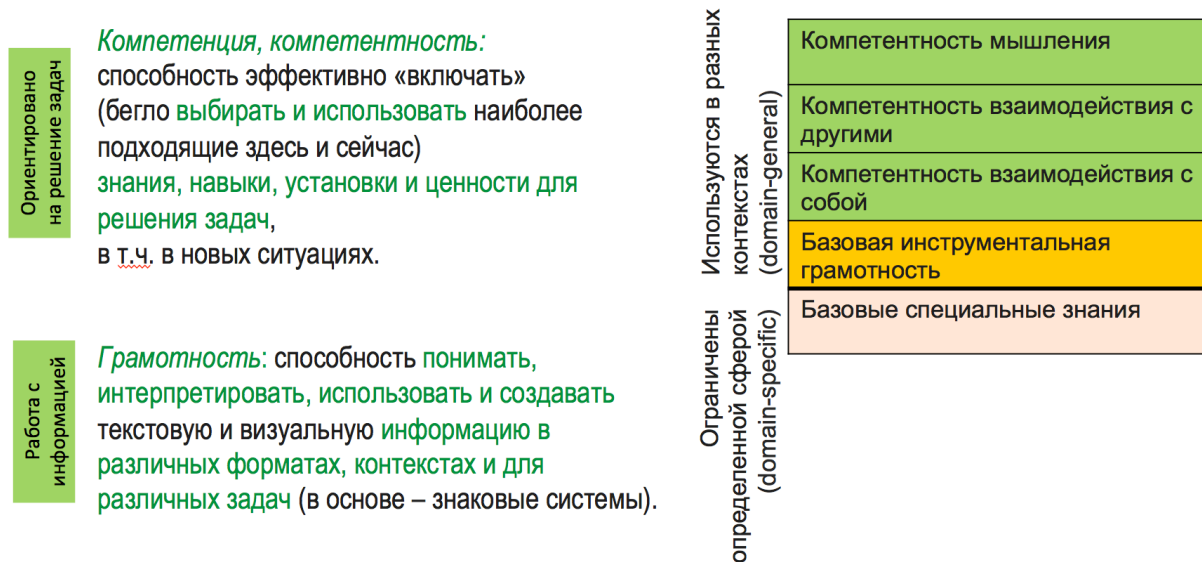 Ориентировано
на решение задач
Компетенция, компетентность:
способность эффективно «включать»
(бегло выбирать и использовать наиболее
подходящие здесь и сейчас)
знания, навыки, установки и ценности для
решения задач,
в т.ч. в новых ситуациях.
Работа с
информацией
Грамотность: способность понимать,
интерпретировать, использовать и создавать
текстовую и визуальную информацию в
различных форматах, контекстах и для
различных задач (в основе – знаковые системы).
Используются в разных
контекстах
(domain-general)
Компетентность мышления
Компетентность взаимодействия с
другими
Компетентность взаимодействия с
собой
Базовая инструментальная
грамотность
Ограничены
определенной сферой
(domain-specific)
Базовые специальные знания